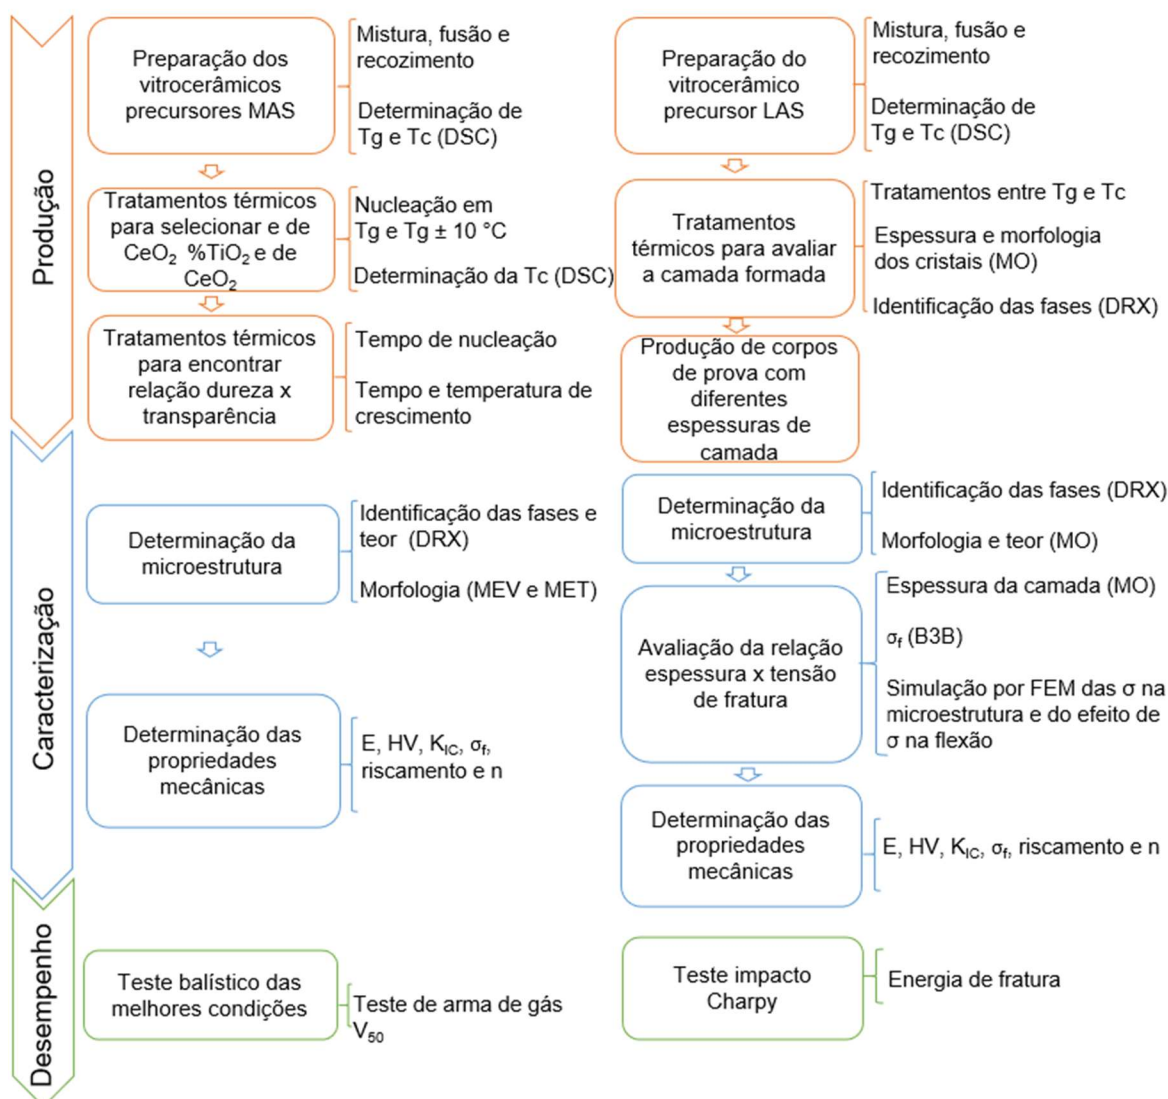 Produção
Preparação dos
vitrocerâmicos
precursores MAS
Mistura, fusão e
recozimento
Determinação de
Tg e Tc (DSC)
Tratamentos térmicos
para selecionar e de
CeO₂ %TiO₂ e de
CeO₂
Nucleação em
Tg e Tg ± 10 °C
Determinação da Tc (DSC)
Tratamentos térmicos
para encontrar
relação dureza x
transparência
Tempo de nucleação
Tempo e temperatura de
crescimento
Preparação do
vitrocerâmico
precursor LAS
Mistura, fusão e
recozimento
Determinação de
Tg e Tc (DSC)
Tratamentos
térmicos para avaliar
a camada formada
Tratamentos entre Tg e Tc
Espessura e morfologia
dos cristais (MO)
Identificação das fases (DRX)
Produção de corpos
de prova com
diferentes
espessuras de
camada
Caracterização
Determinação da
microestrutura
Identificação das fases e
teor (DRX)
Morfologia (MEV e MET)
Determinação das
propriedades
mecânicas
E, HV, K_IC, σ_f,
riscamento e n
Determinação da
microestrutura
Identificação das fases (DRX)
Morfologia e teor (MO)
Avaliação da relação
espessura x tensão
de fratura
Espessura da camada (MO)
σ_f (B3B)
Simulação por FEM das σ na
microestrutura e do efeito de
σ na flexão
Determinação das
propriedades
mecânicas
E, HV, K_IC, σ_f, riscamento e n
Desempenho
Teste balístico das
melhores condições
Teste de arma de gás
V₅₀
Teste impacto
Charpy
Energia de fratura